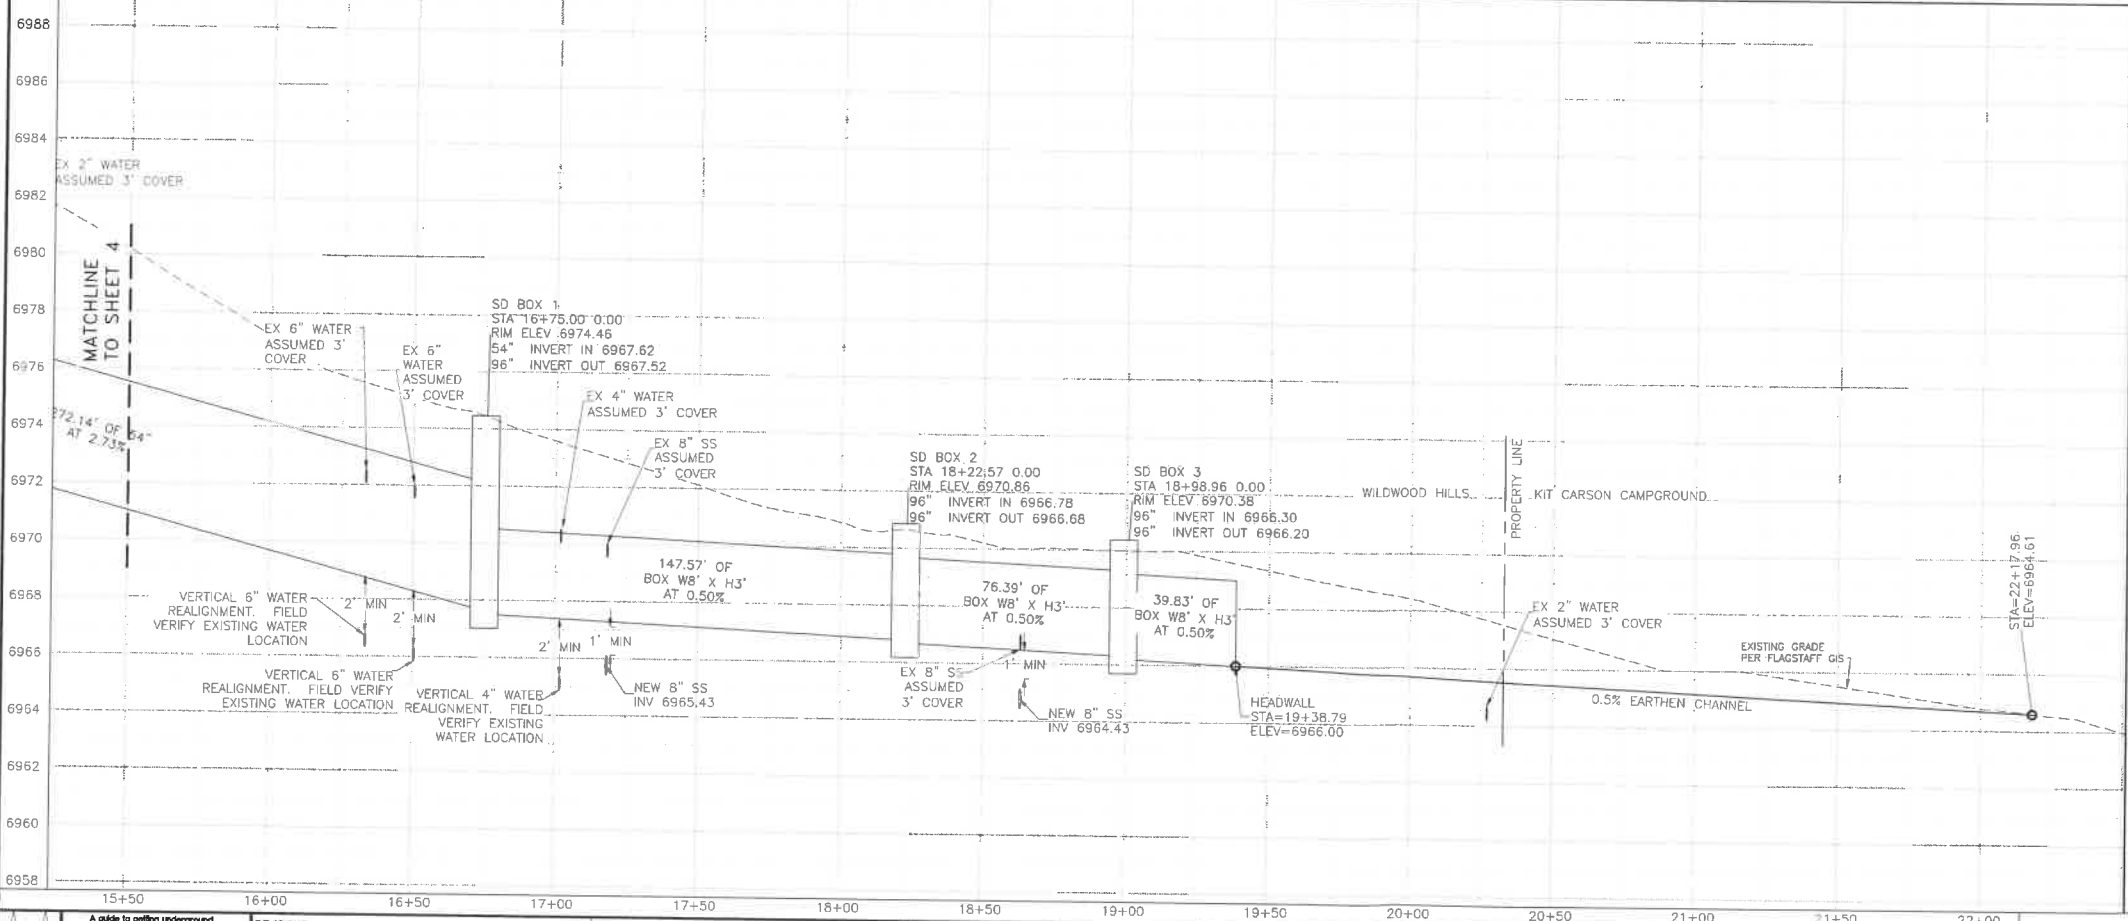 6988
6986
6984
6982
6980
6978
6976
6974
6972
6970
6968
6966
6964
6962
6960
6958
EX 2" WATER
ASSUMED 3' COVER
MATCHLINE
TO SHEET 4
272.14' OF 54"
AT 2.73%
EX 6" WATER
ASSUMED 3'
COVER
EX 6"
WATER
ASSUMED
3' COVER
SD BOX 1
STA 16+75.00 0.00
RIM ELEV 6974.46
54" INVERT IN 6967.62
96" INVERT OUT 6967.52
EX 4" WATER
ASSUMED 3' COVER
EX 8" SS
ASSUMED
3' COVER
SD BOX 2
STA 18+22.57 0.00
RIM ELEV 6970.86
96" INVERT IN 6966.78
96" INVERT OUT 6966.68
SD BOX 3
STA 18+98.96 0.00
RIM ELEV 6970.38
96" INVERT IN 6966.30
96" INVERT OUT 6966.20
WILDWOOD HILLS
PROPERTY LINE
KIT CARSON CAMPGROUND
STA=22+17.96
ELEV=6964.61
147.57' OF
BOX W8' X H3'
AT 0.50%
76.39' OF
BOX W8' X H3'
AT 0.50%
39.83' OF
BOX W8' X H3'
AT 0.50%
VERTICAL 6" WATER
REALIGNMENT. FIELD
VERIFY EXISTING WATER
LOCATION
2' MIN
2' MIN
2' MIN
1' MIN
1' MIN
VERTICAL 6" WATER
REALIGNMENT. FIELD VERIFY
EXISTING WATER LOCATION
VERTICAL 4" WATER
REALIGNMENT. FIELD
VERIFY EXISTING
WATER LOCATION
NEW 8" SS
INV 6965.43
EX 8" SS
ASSUMED
3' COVER
NEW 8" SS
INV 6964.43
HEADWALL
STA=19+38.79
ELEV=6966.00
EX 2" WATER
ASSUMED 3' COVER
EXISTING GRADE
PER FLAGSTAFF GIS
0.5% EARTHEN CHANNEL
15+50
16+00
16+50
17+00
17+50
18+00
18+50
19+00
19+50
20+00
20+50
21+00
21+50
22+00
A guide to getting underground